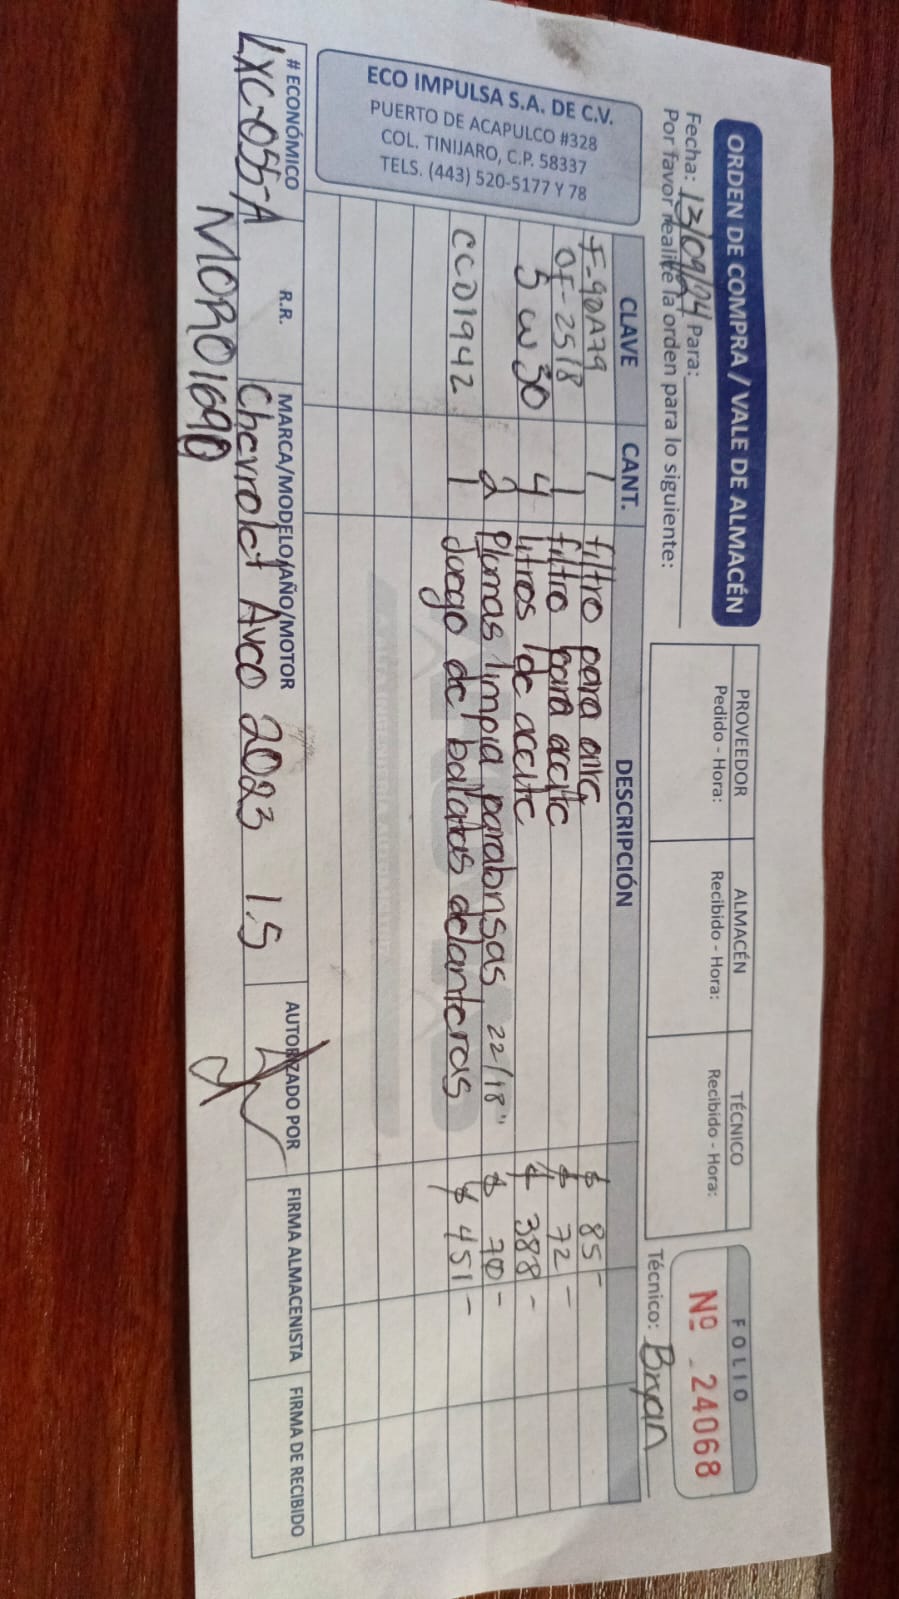 ORDEN DE COMPRA / VALE DE ALMACÉN
Fecha: 13/09/24 Para:
Por favor realice la orden para lo siguiente:
PROVEEDOR ALMACÉN TÉCNICO
Pedido - Hora: Recibido - Hora: Recibido - Hora:
FOLIO
Nº 24068
Técnico: Bryan
ECO IMPULSA S.A. DE C.V.
PUERTO DE ACAPULCO #328
COL. TINIJARO, C.P. 58337
TELS. (443) 520-5177 Y 78
CLAVE CANT. DESCRIPCIÓN
F-90A79 1 filtro para aire $ 85-
OF-2518 1 filtro para aceite $ 72-
5 W 30 4 litros de aceite $ 388-
2 Plumas limpia parabrisas 22/18" $ 70-
CC01942 1 Juego de balatas delanteras $ 451-
# ECONÓMICO R.R. MARCA/MODELO/AÑO/MOTOR AUTORIZADO POR FIRMA ALMACENISTA FIRMA DE RECIBIDO
LXC-055-A Chevrolet Aveo 2023 1.5
MOR01690